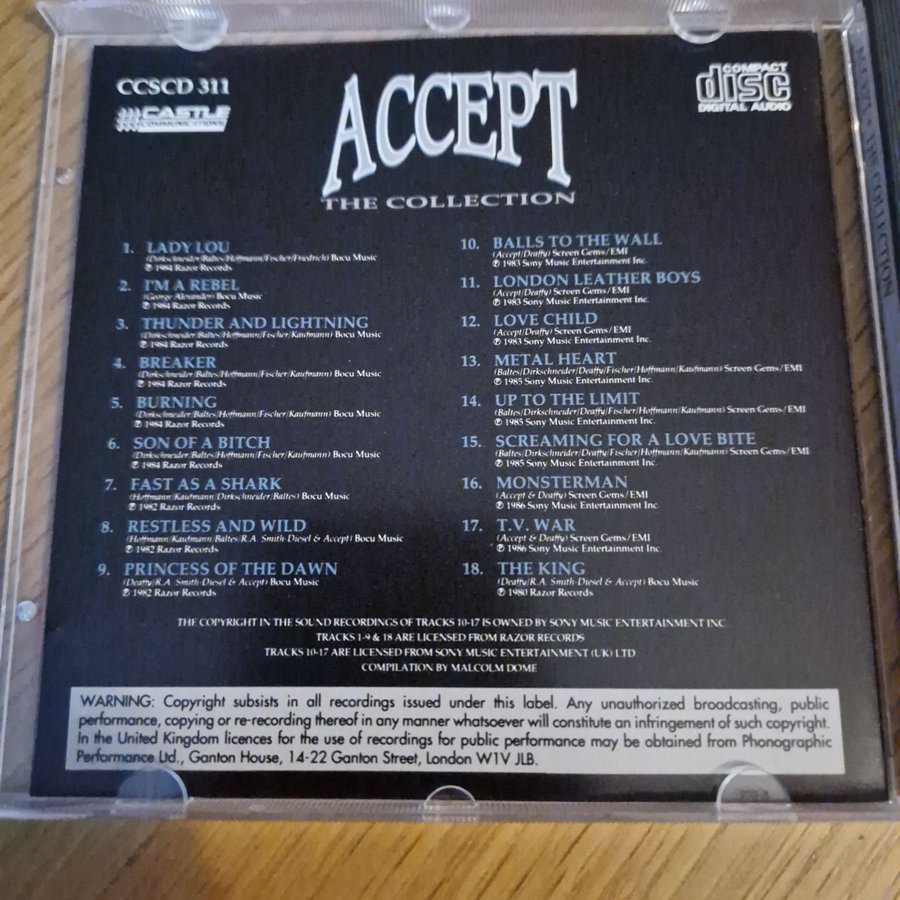 CCSCD 311
CASTLE
COMMUNICATIONS
ACCEPT
THE COLLECTION
COMPACT
disc
DIGITAL AUDIO
1. LADY LOU
(Dirkschneider/Baltes/Hoffmann/Fischer/Friedrich) Bocu Music
℗ 1984 Razor Records
2. I'M A REBEL
(George Alexander) Bocu Music
℗ 1984 Razor Records
3. THUNDER AND LIGHTNING
(Dirkschneider/Baltes/Hoffmann/Fischer/Kaufmann) Bocu Music
℗ 1984 Razor Records
4. BREAKER
(Dirkschneider/Baltes/Hoffmann/Fischer/Kaufmann) Bocu Music
℗ 1984 Razor Records
5. BURNING
(Dirkschneider/Baltes/Hoffmann/Fischer/Kaufmann) Bocu Music
℗ 1984 Razor Records
6. SON OF A BITCH
(Dirkschneider/Baltes/Hoffmann/Fischer/Kaufmann) Bocu Music
℗ 1984 Razor Records
7. FAST AS A SHARK
(Hoffmann/Kaufmann/Dirkschneider/Baltes) Bocu Music
℗ 1982 Razor Records
8. RESTLESS AND WILD
(Hoffmann/Kaufmann/Baltes/R.A. Smith-Diesel & Accept) Bocu Music
℗ 1982 Razor Records
9. PRINCESS OF THE DAWN
(Deaffy/R.A. Smith-Diesel & Accept) Bocu Music
℗ 1982 Razor Records
10. BALLS TO THE WALL
(Accept/Deaffy) Screen Gems/EMI
℗ 1983 Sony Music Entertainment Inc.
11. LONDON LEATHER BOYS
(Accept/Deaffy) Screen Gems/EMI
℗ 1983 Sony Music Entertainment Inc.
12. LOVE CHILD
(Accept/Deaffy) Screen Gems/EMI
℗ 1983 Sony Music Entertainment Inc.
13. METAL HEART
(Baltes/Dirkschneider/Deaffy/Fischer/Hoffmann/Kaufmann) Screen Gems/EMI
℗ 1985 Sony Music Entertainment Inc.
14. UP TO THE LIMIT
(Baltes/Dirkschneider/Deaffy/Fischer/Hoffmann/Kaufmann) Screen Gems/EMI
℗ 1985 Sony Music Entertainment Inc.
15. SCREAMING FOR A LOVE BITE
(Baltes/Dirkschneider/Deaffy/Fischer/Hoffmann/Kaufmann) Screen Gems/EMI
℗ 1985 Sony Music Entertainment Inc.
16. MONSTERMAN
(Accept & Deaffy) Screen Gems/EMI
℗ 1986 Sony Music Entertainment Inc.
17. T.V. WAR
(Accept & Deaffy) Screen Gems/EMI
℗ 1986 Sony Music Entertainment Inc.
18. THE KING
(Deaffy/R.A. Smith-Diesel & Accept) Bocu Music
℗ 1980 Razor Records
THE COPYRIGHT IN THE SOUND RECORDINGS OF TRACKS 10-17 IS OWNED BY SONY MUSIC ENTERTAINMENT INC.
TRACKS 1-9 & 18 ARE LICENSED FROM RAZOR RECORDS
TRACKS 10-17 ARE LICENSED FROM SONY MUSIC ENTERTAINMENT (UK) LTD
COMPILATION BY MALCOLM DOME
WARNING: Copyright subsists in all recordings issued under this label. Any unauthorized broadcasting, public
performance, copying or re-recording thereof in any manner whatsoever will constitute an infringement of such copyright.
In the United Kingdom licences for the use of recordings for public performance may be obtained from Phonographic
Performance Ltd., Ganton House, 14-22 Ganton Street, London W1V JLB.
ACCEPT • THE COLLECTION